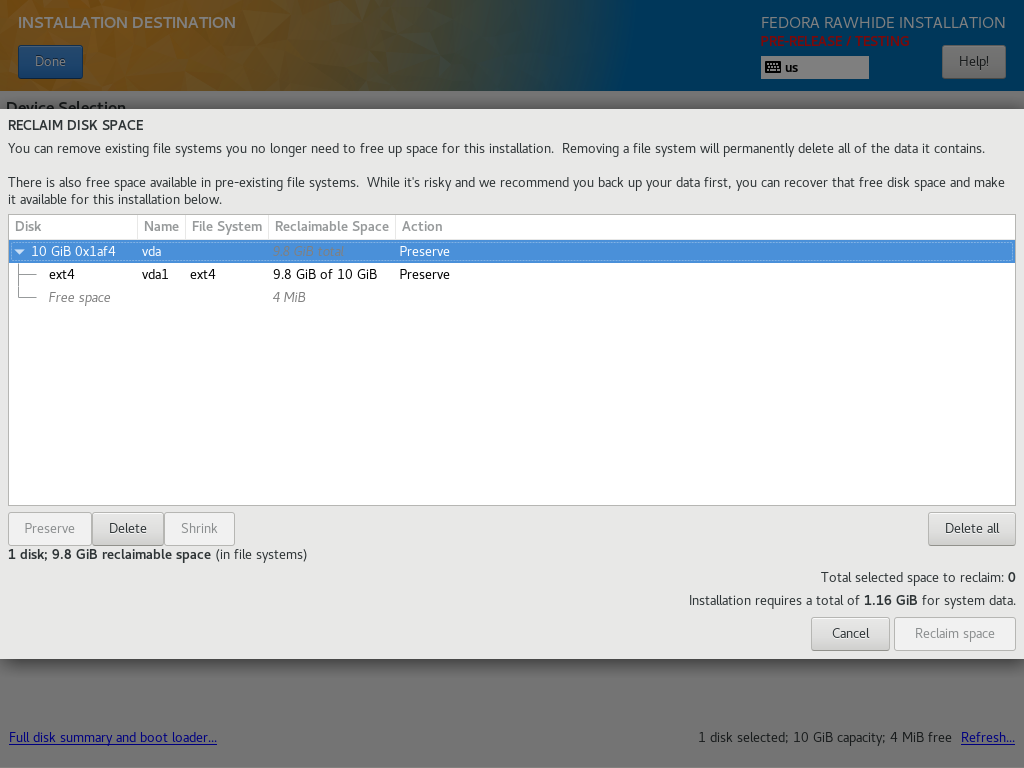 INSTALLATION DESTINATION
FEDORA RAWHIDE INSTALLATION
PRE-RELEASE / TESTING
Done
us
Help!
Device Selection
RECLAIM DISK SPACE
You can remove existing file systems you no longer need to free up space for this installation.  Removing a file system will permanently delete all of the data it contains.
There is also free space available in pre-existing file systems.  While it's risky and we recommend you back up your data first, you can recover that free disk space and make
it available for this installation below.
Disk Name File System Reclaimable Space Action
10 GiB 0x1af4 vda 9.8 GiB total Preserve
ext4 vda1 ext4 9.8 GiB of 10 GiB Preserve
Free space 4 MiB
Preserve Delete Shrink Delete all
1 disk; 9.8 GiB reclaimable space (in file systems)
Total selected space to reclaim: 0
Installation requires a total of 1.16 GiB for system data.
Cancel Reclaim space
Full disk summary and boot loader... 1 disk selected; 10 GiB capacity; 4 MiB free Refresh...